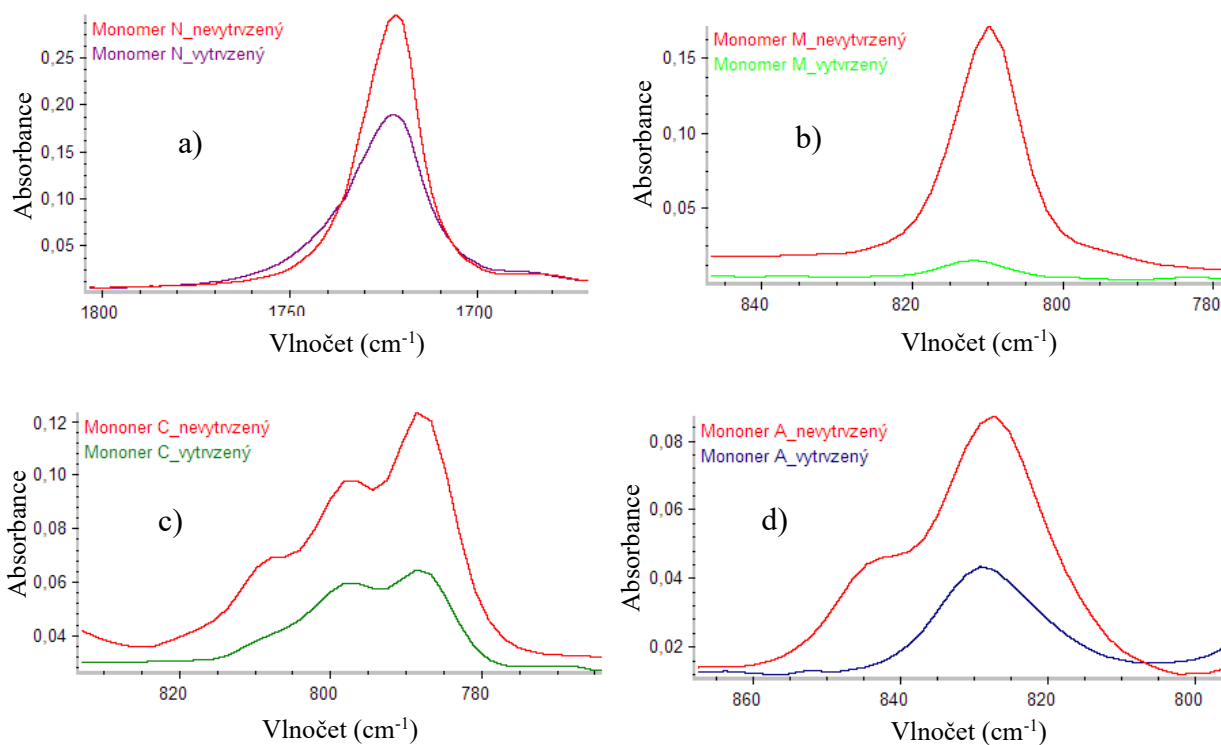 Monomer N_nevytrzený
Monomer N_vytrvzený
0,25
0,20
0,15
0,10
0,05
Absorbance
a)
1800
1750
1700
Vlnočet (cm-1)
Monomer M_nevytvrzený
Monomer M_vytvrzený
0,15
0,10
0,05
Absorbance
b)
840
820
800
780
Vlnočet (cm-1)
0,12
Mononer C_nevytrvzený
Mononer C_vytrvzený
0,10
0,08
0,06
0,04
Absorbance
c)
820
800
780
Vlnočet (cm-1)
Mononer A_nevytrvzený
Mononer A_vytrvzený
0,08
0,06
0,04
0,02
Absorbance
d)
860
840
820
800
Vlnočet (cm-1)